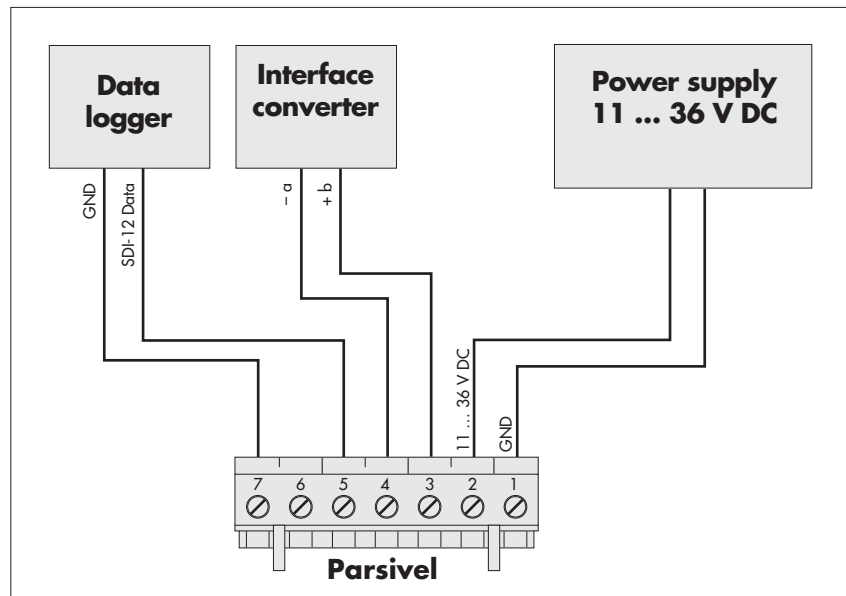 Data
logger
Interface
converter
Power supply
11 ... 36 V DC
GND
SDI-12 Data
– a
+ b
11 ... 36 V DC
GND
7 6 5 4 3 2 1
Parsivel